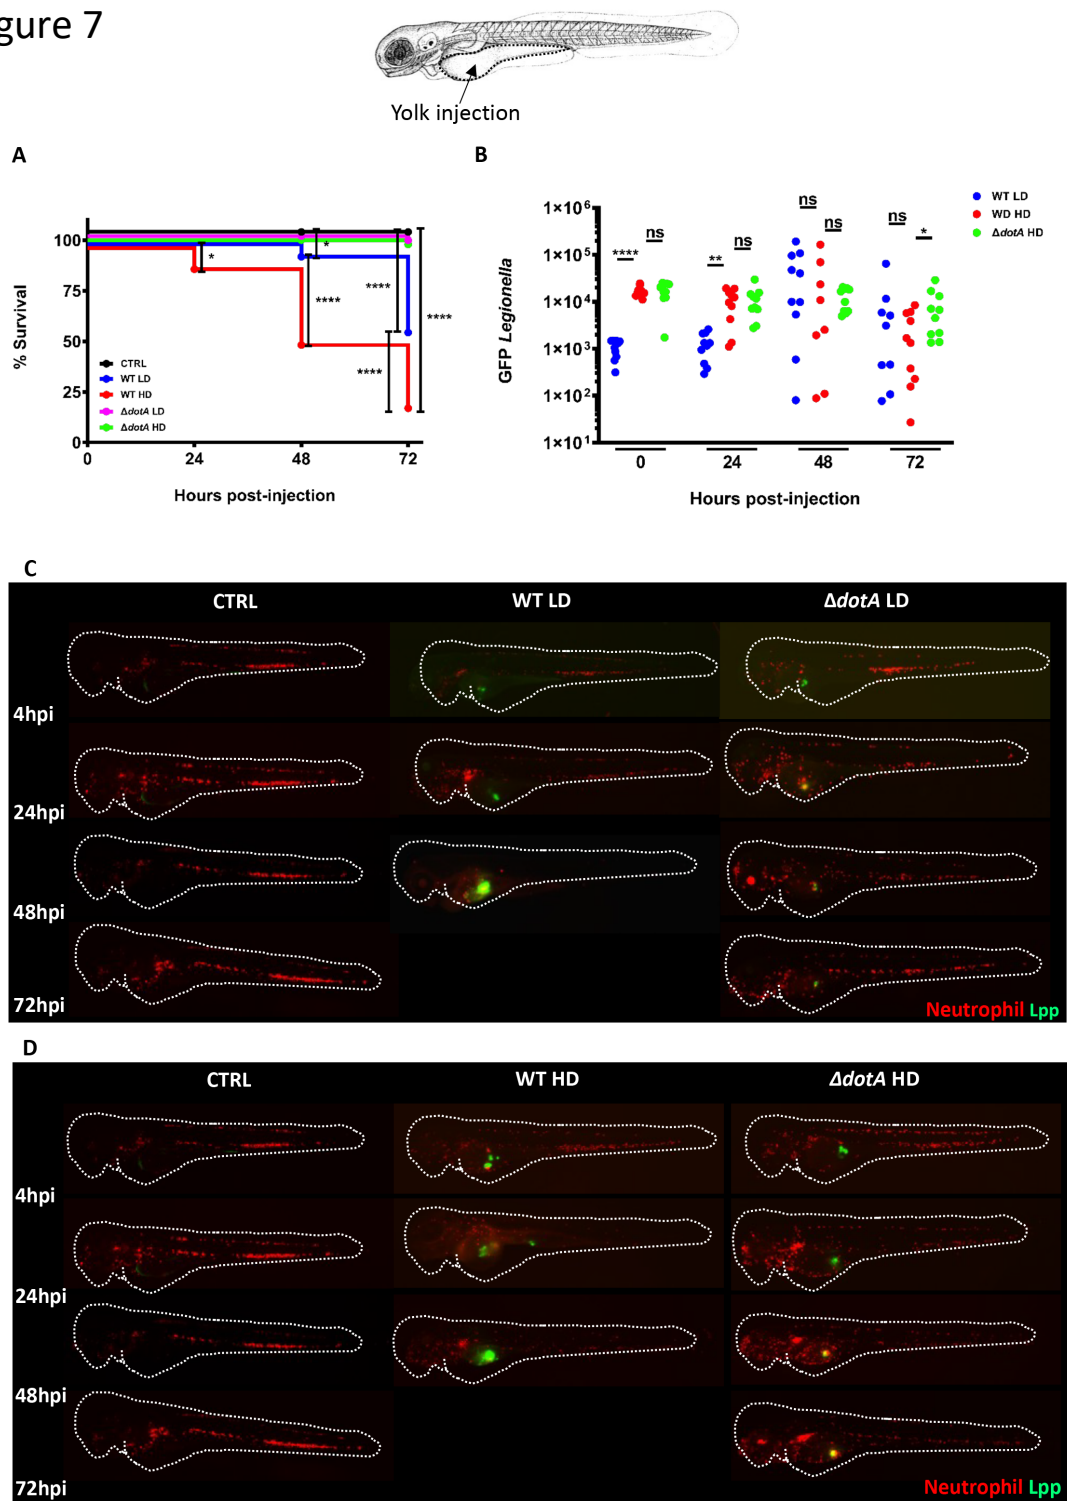 gure 7
Yolk injection
A
B
% Survival
100
75
50
25
0
0 24 48 72
Hours post-injection
CTRL
WT LD
WT HD
ΔdotA LD
ΔdotA HD
*
*
****
****
****
****
GFP Legionella
1×10⁶
1×10⁵
1×10⁴
1×10³
1×10²
1×10¹
0 24 48 72
Hours post-injection
**** ns
** ns
ns ns
ns *
WT LD
WD HD
ΔdotA HD
C
CTRL WT LD ΔdotA LD
4hpi
24hpi
48hpi
72hpi
Neutrophil Lpp
D
CTRL WT HD ΔdotA HD
4hpi
24hpi
48hpi
72hpi
Neutrophil Lpp